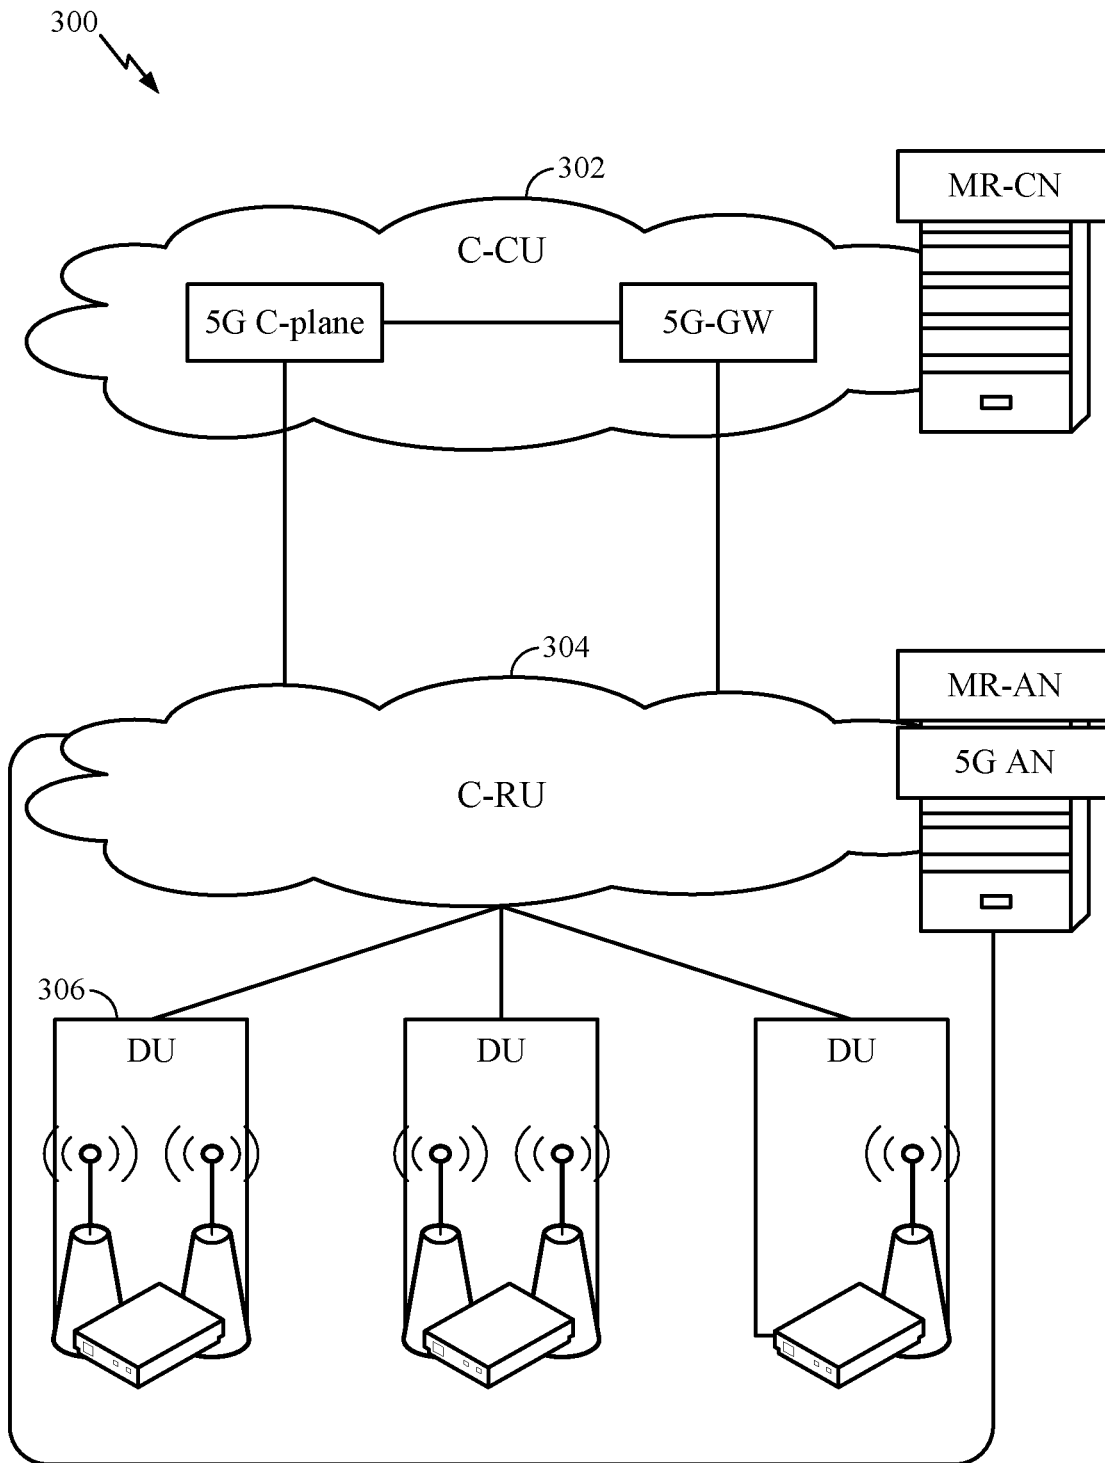 300
302
MR-CN
C-CU
5G C-plane
5G-GW
304
MR-AN
5G AN
C-RU
306
DU
DU
DU